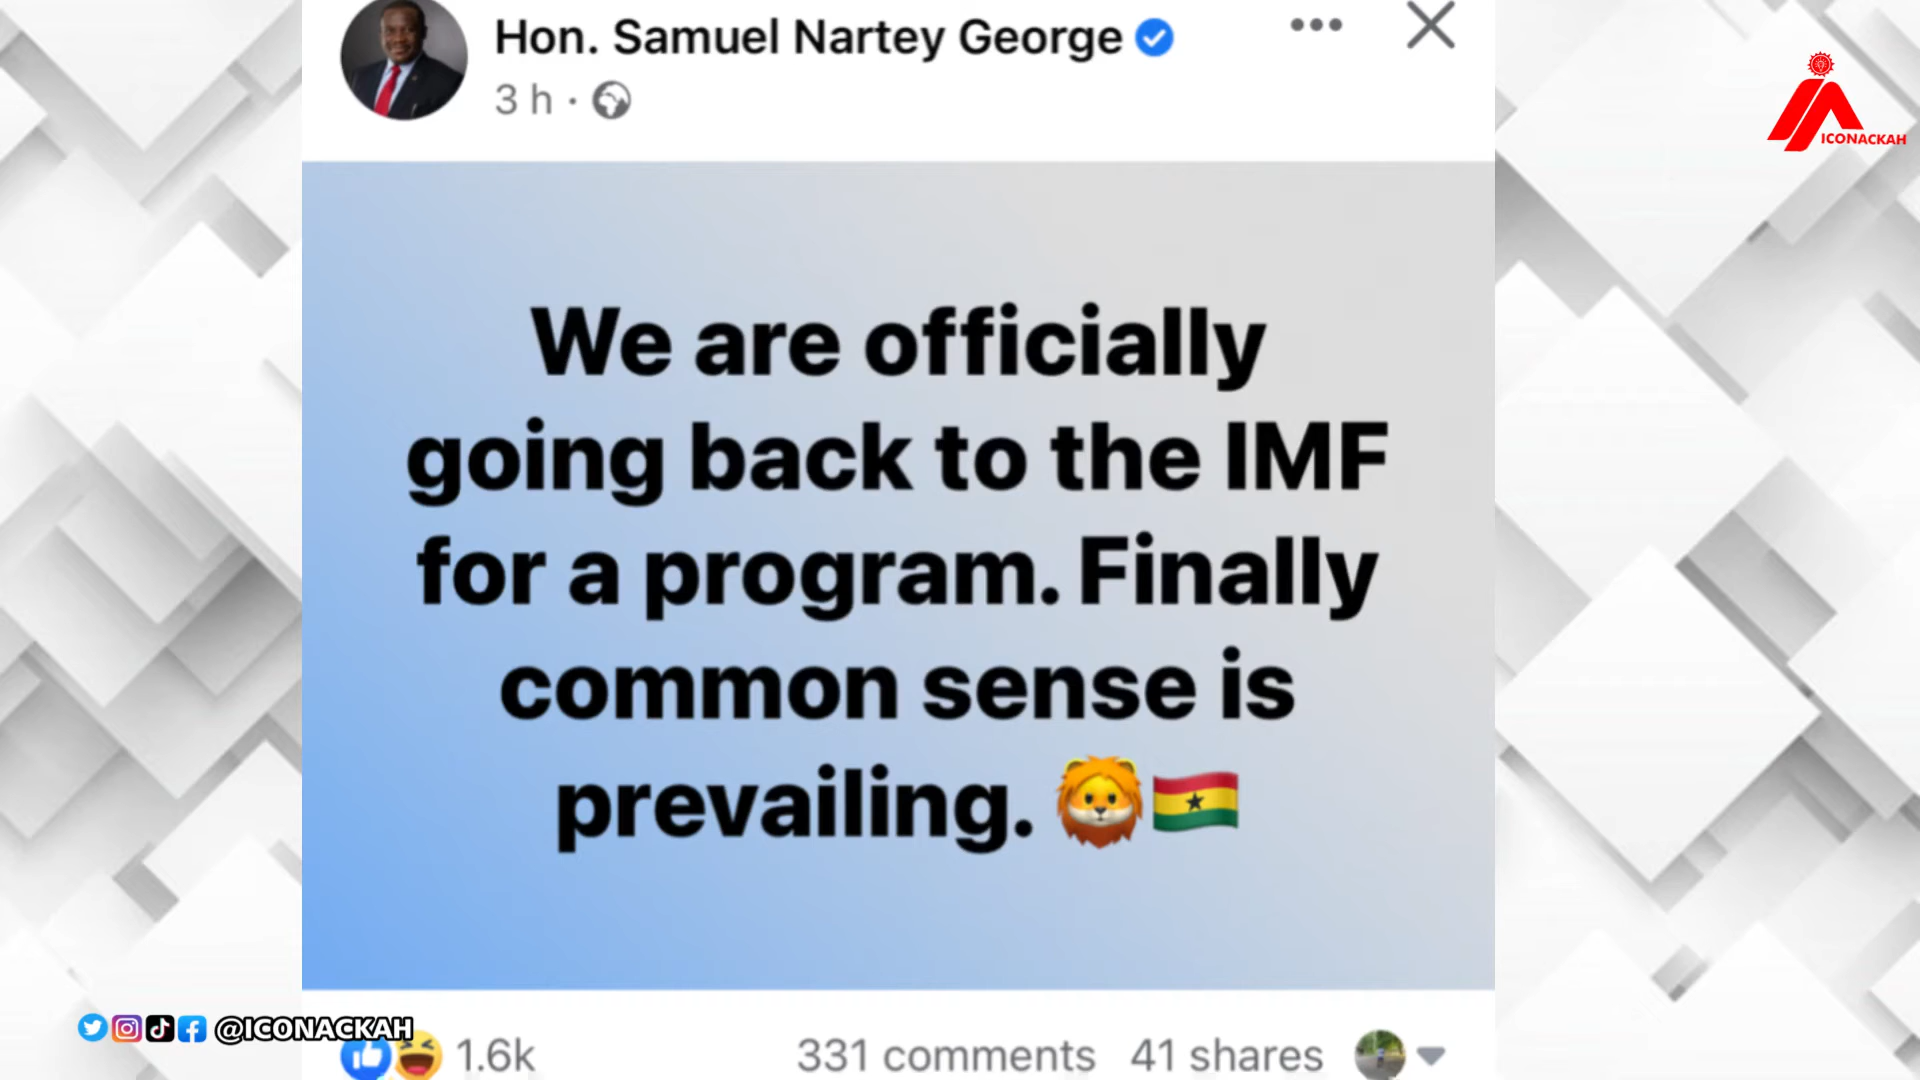 Hon. Samuel Nartey George
3 h ·
ICONACKAH
We are officially
going back to the IMF
for a program. Finally
common sense is
prevailing. 🦁🇬🇭
@ICONACKAH
1.6k
331 comments 41 shares